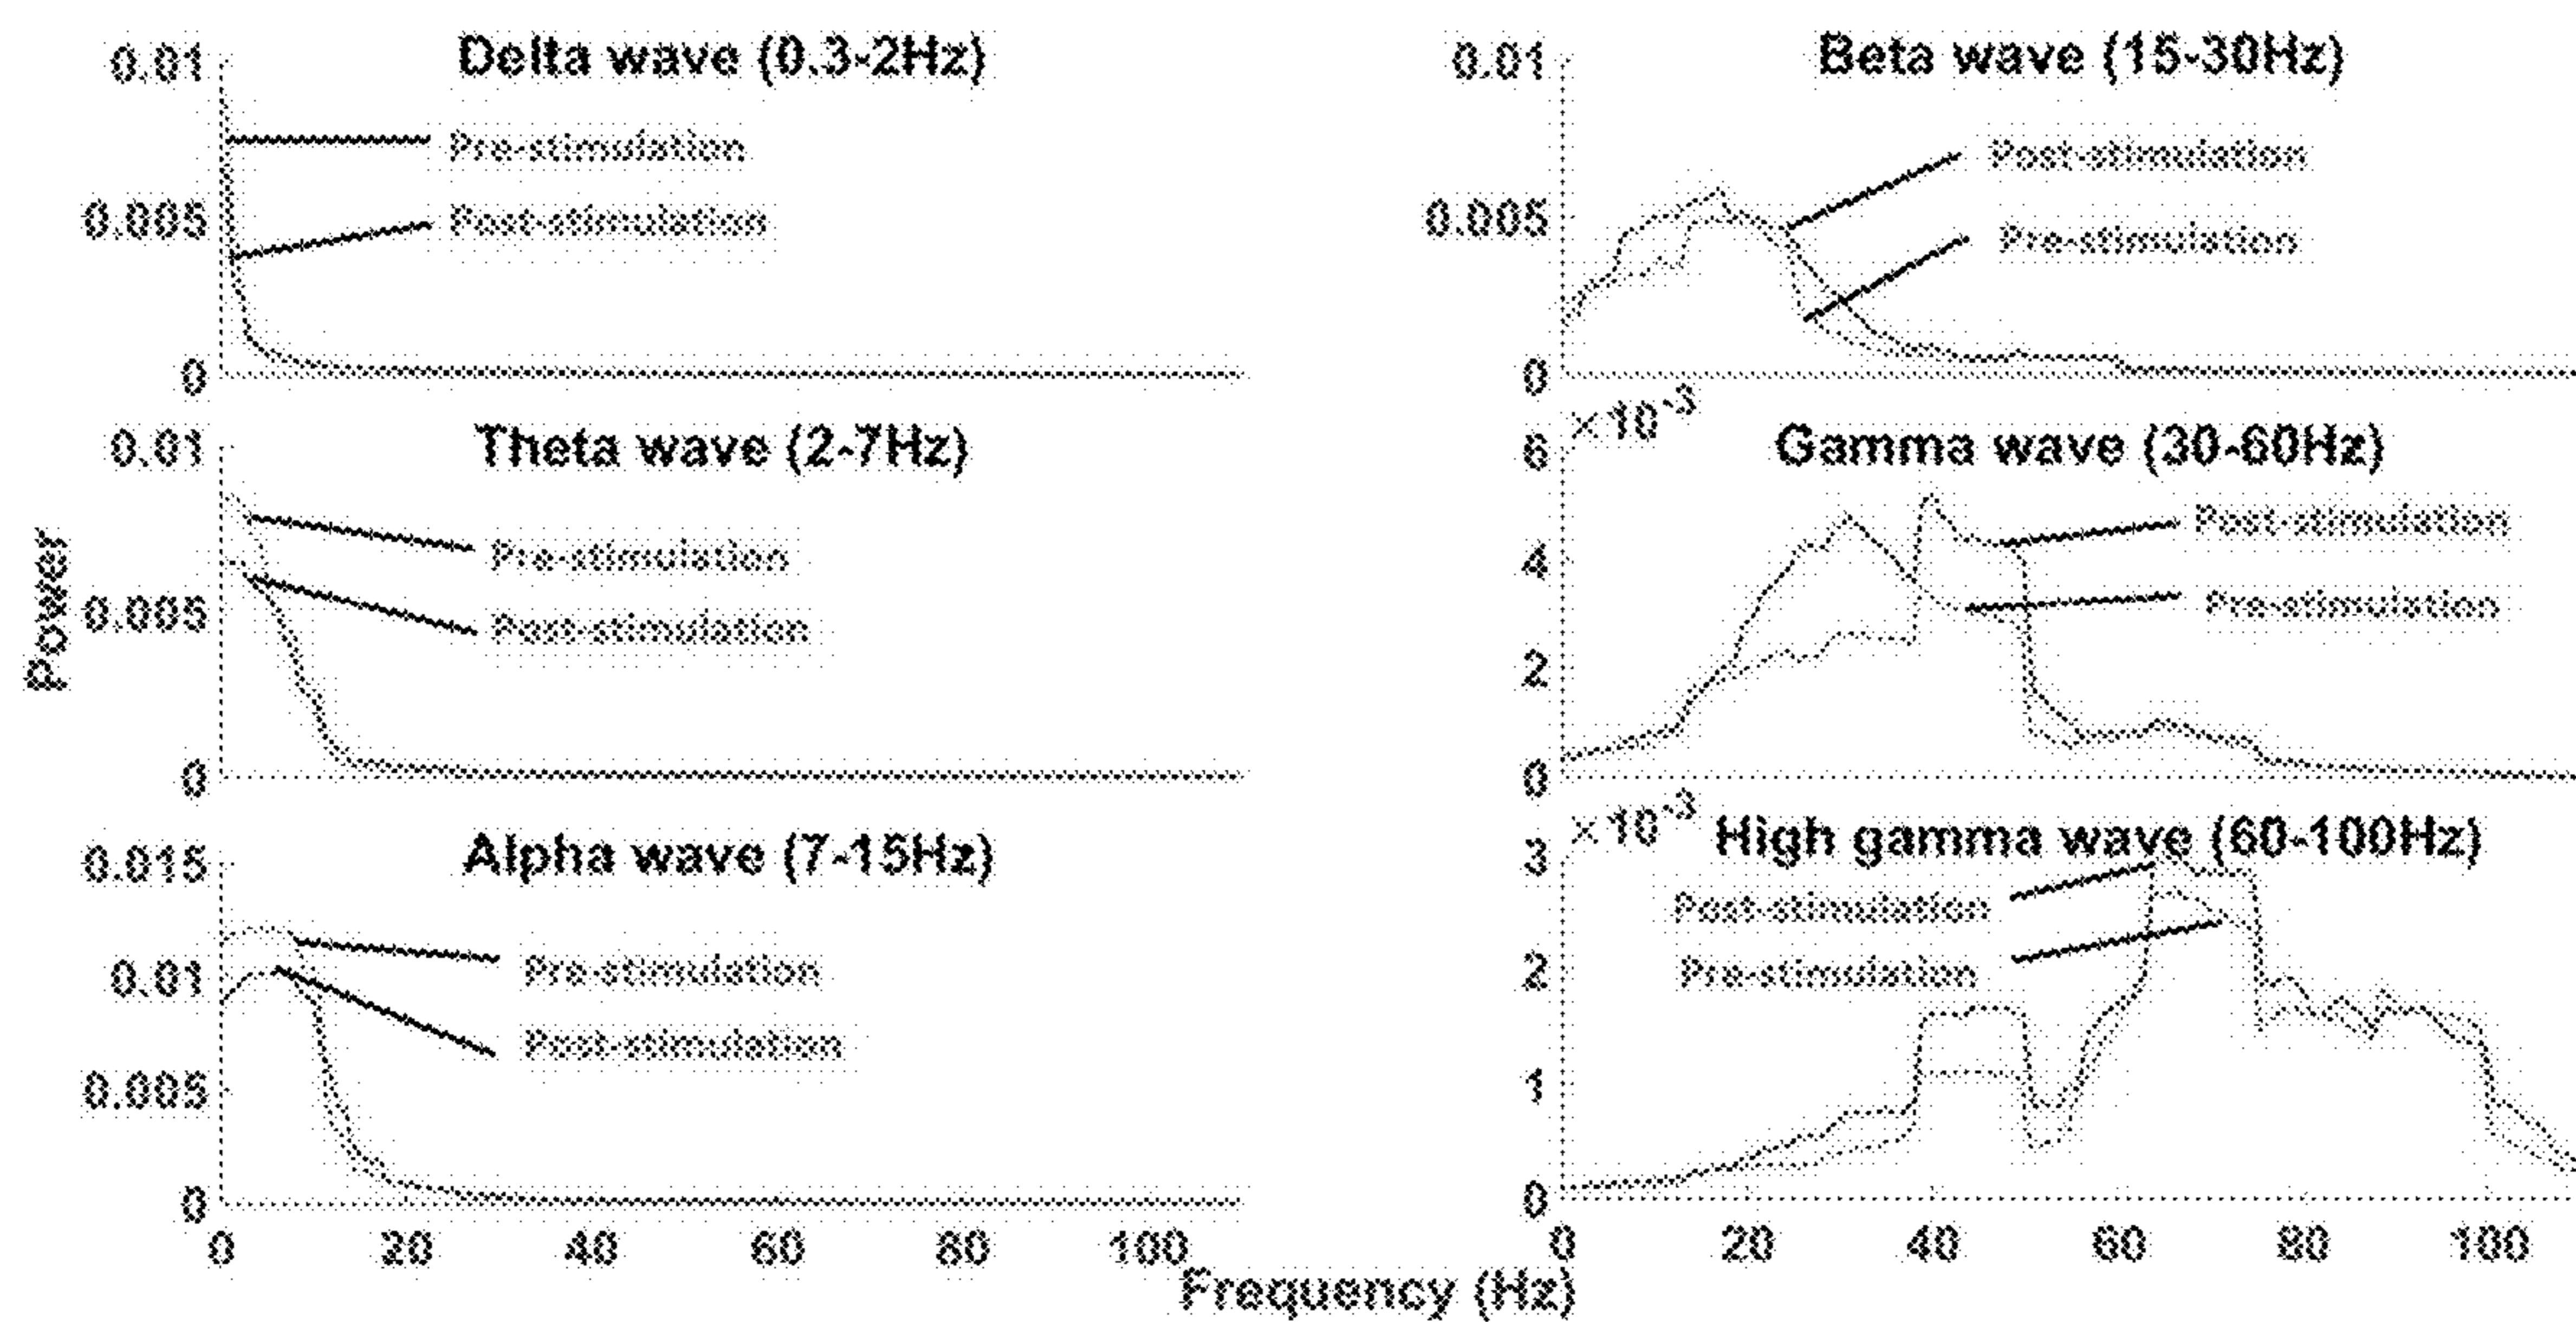 Power
Delta wave (0.3-2Hz)
0.01
0.005
0
Pre-stimulation
Post-stimulation
Theta wave (2-7Hz)
0.01
0.005
0
Pre-stimulation
Post-stimulation
Alpha wave (7-15Hz)
0.015
0.01
0.005
0
Pre-stimulation
Post-stimulation
0 20 40 60 80 100
Beta wave (15-30Hz)
0.01
0.005
0
Post-stimulation
Pre-stimulation
×10-3
Gamma wave (30-60Hz)
6
4
2
0
Post-stimulation
Pre-stimulation
×10-3
High gamma wave (60-100Hz)
3
2
1
0
Post-stimulation
Pre-stimulation
0 20 40 60 80 100
Frequency (Hz)